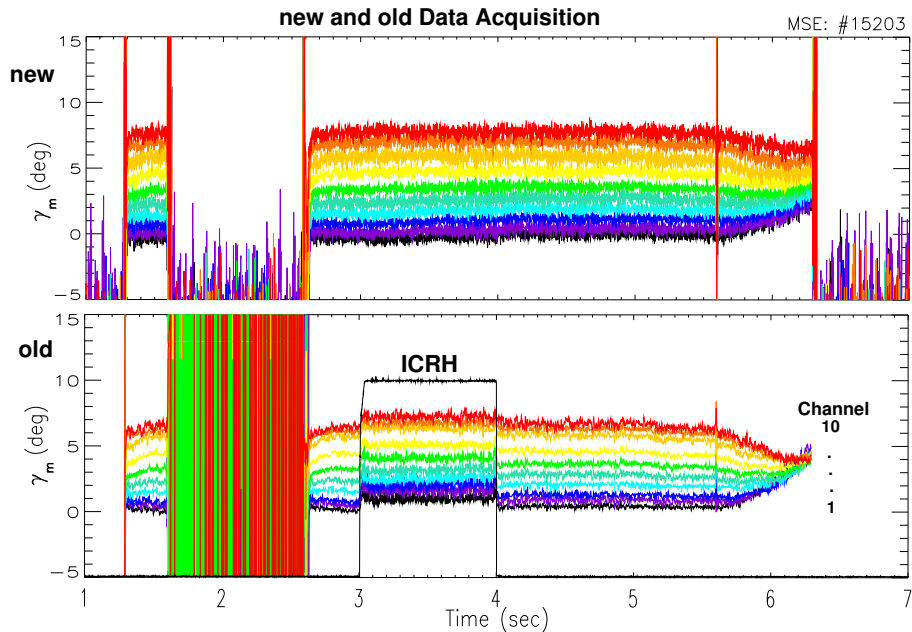 new and old Data Acquisition
MSE: #15203
new
15
10
5
0
-5
γm (deg)
old
15
10
5
0
-5
γm (deg)
ICRH
Channel
10
.
.
.
1
1 2 3 4 5 6 7
Time (sec)